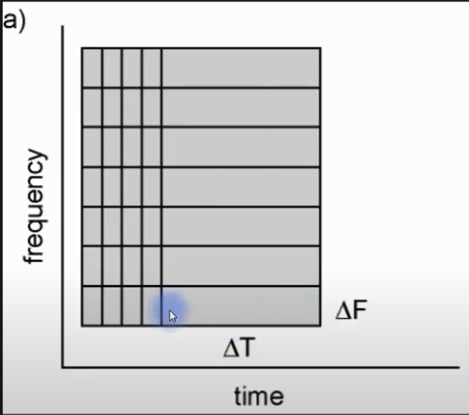 a)
frequency
ΔF
ΔT
time